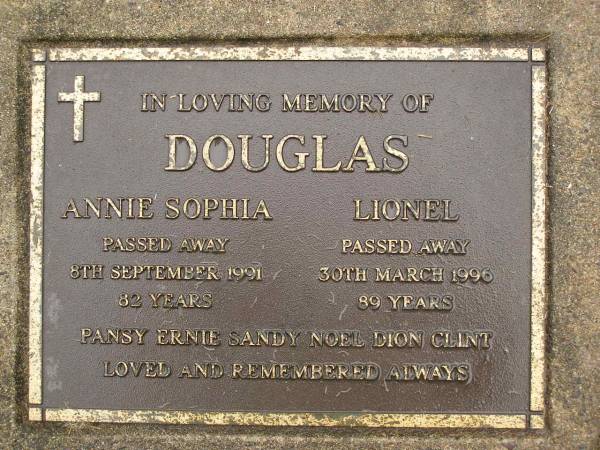 IN LOVING MEMORY OF
DOUGLAS
ANNIE SOPHIA LIONEL
PASSED AWAY PASSED AWAY
8TH SEPTEMBER 1991 30TH MARCH 1996
82 YEARS 89 YEARS
PANSY ERNIE SANDY NOEL DION CLINT
LOVED AND REMEMBERED ALWAYS